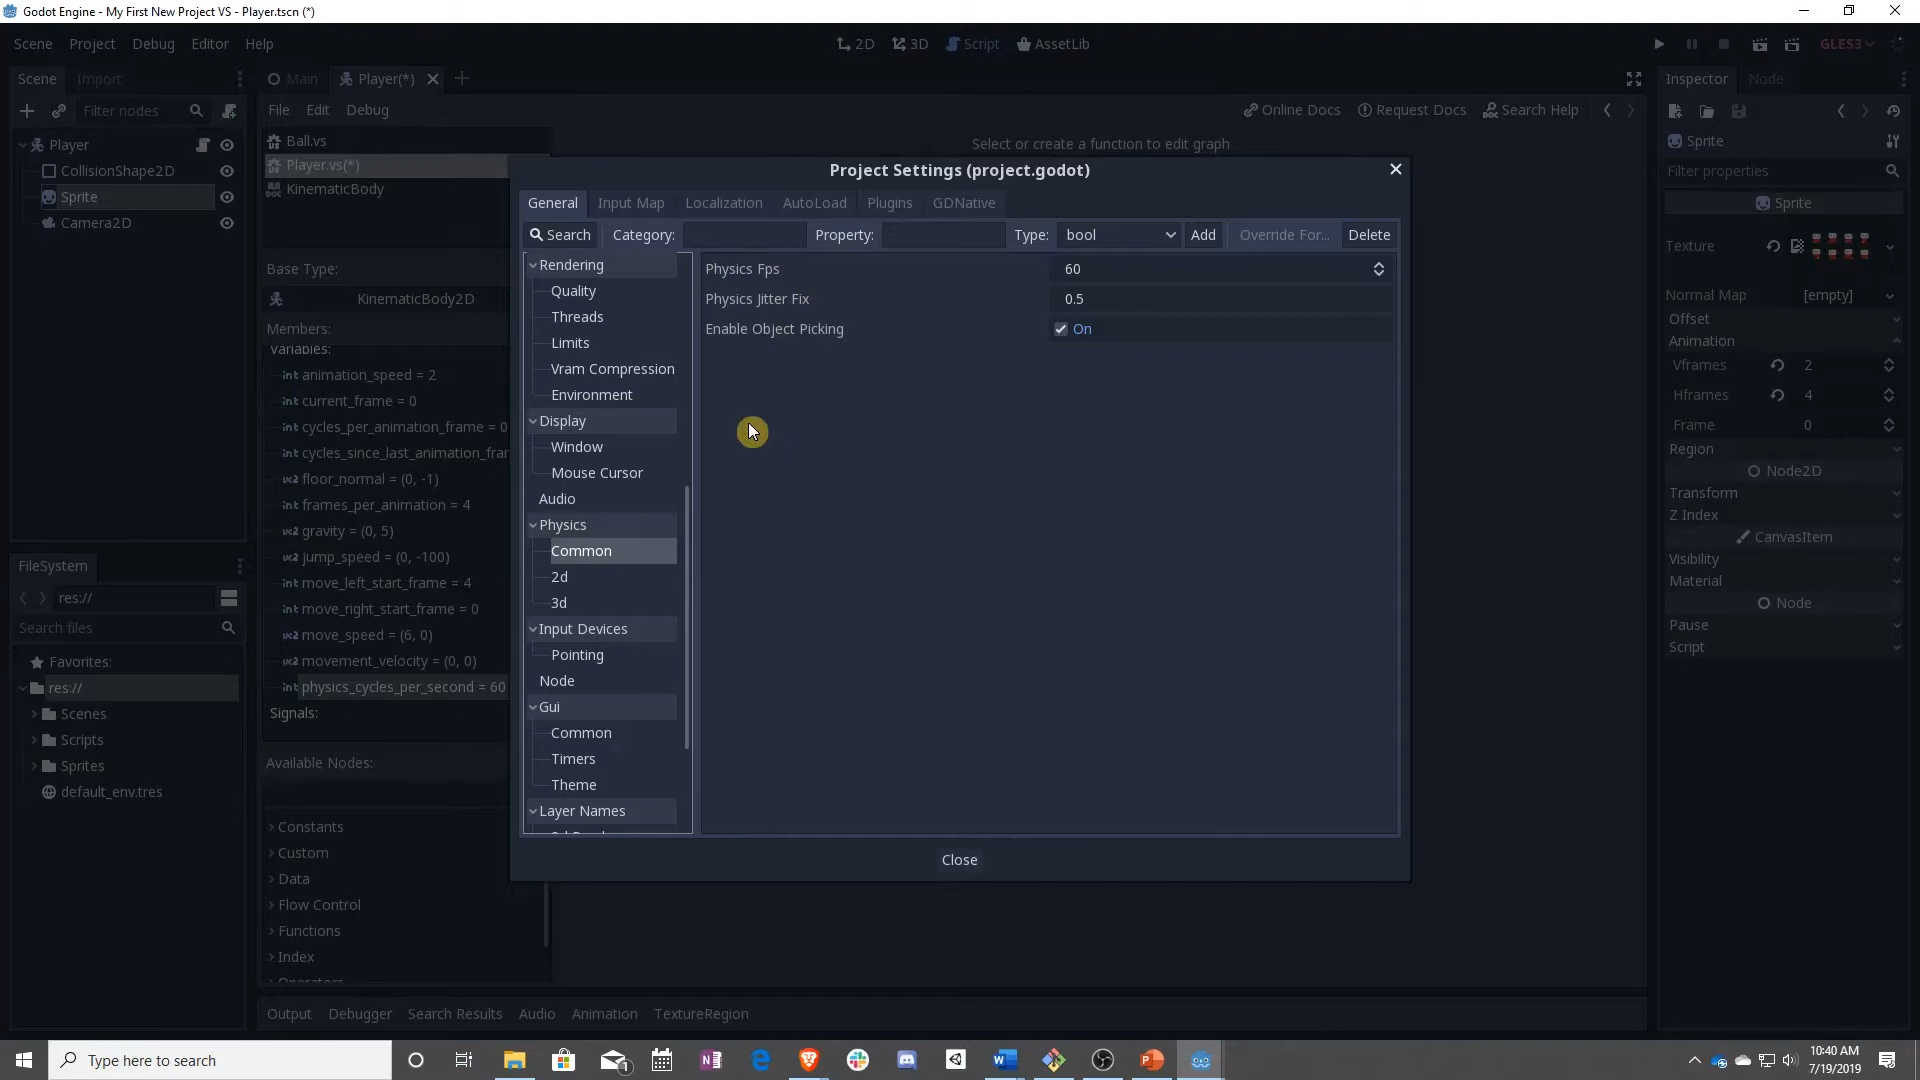 Godot Engine - My First New Project VS - Player.tscn (*)
Scene Project Debug Editor Help
2D 3D Script AssetLib
GLES3
Scene Import
Main Player(*)
Inspector Node
Filter nodes
File Edit Debug
Online Docs Request Docs Search Help
Player
CollisionShape2D
Sprite
Camera2D
Ball.vs
Player.vs(*)
KinematicBody
Select or create a function to edit graph
Base Type:
KinematicBody2D
Members:
Variables:
int animation_speed = 2
int current_frame = 0
int cycles_per_animation_frame = 0
int cycles_since_last_animation_frar
vc2 floor_normal = (0, -1)
int frames_per_animation = 4
vc2 gravity = (0, 5)
vc2 jump_speed = (0, -100)
int move_left_start_frame = 4
int move_right_start_frame = 0
vc2 move_speed = (6, 0)
vc2 movement_velocity = (0, 0)
int physics_cycles_per_second = 60
Signals:
Available Nodes:
Constants
Custom
Data
Flow Control
Functions
Index
Operators
FileSystem
res://
Search files
Favorites:
res://
Scenes
Scripts
Sprites
default_env.tres
Project Settings (project.godot)
General Input Map Localization AutoLoad Plugins GDNative
Search Category: Property: Type: bool Add Override For... Delete
Rendering
Quality
Threads
Limits
Vram Compression
Environment
Display
Window
Mouse Cursor
Audio
Physics
Common
2d
3d
Input Devices
Pointing
Node
Gui
Common
Timers
Theme
Layer Names
Physics Fps 60
Physics Jitter Fix 0.5
Enable Object Picking On
Close
Sprite
Filter properties
Sprite
Texture
Normal Map [empty]
Offset
Animation
Vframes 2
Hframes 4
Frame 0
Region
Node2D
Transform
Z Index
CanvasItem
Visibility
Material
Node
Pause
Script
Output Debugger Search Results Audio Animation TextureRegion
Type here to search
10:40 AM
7/19/2019